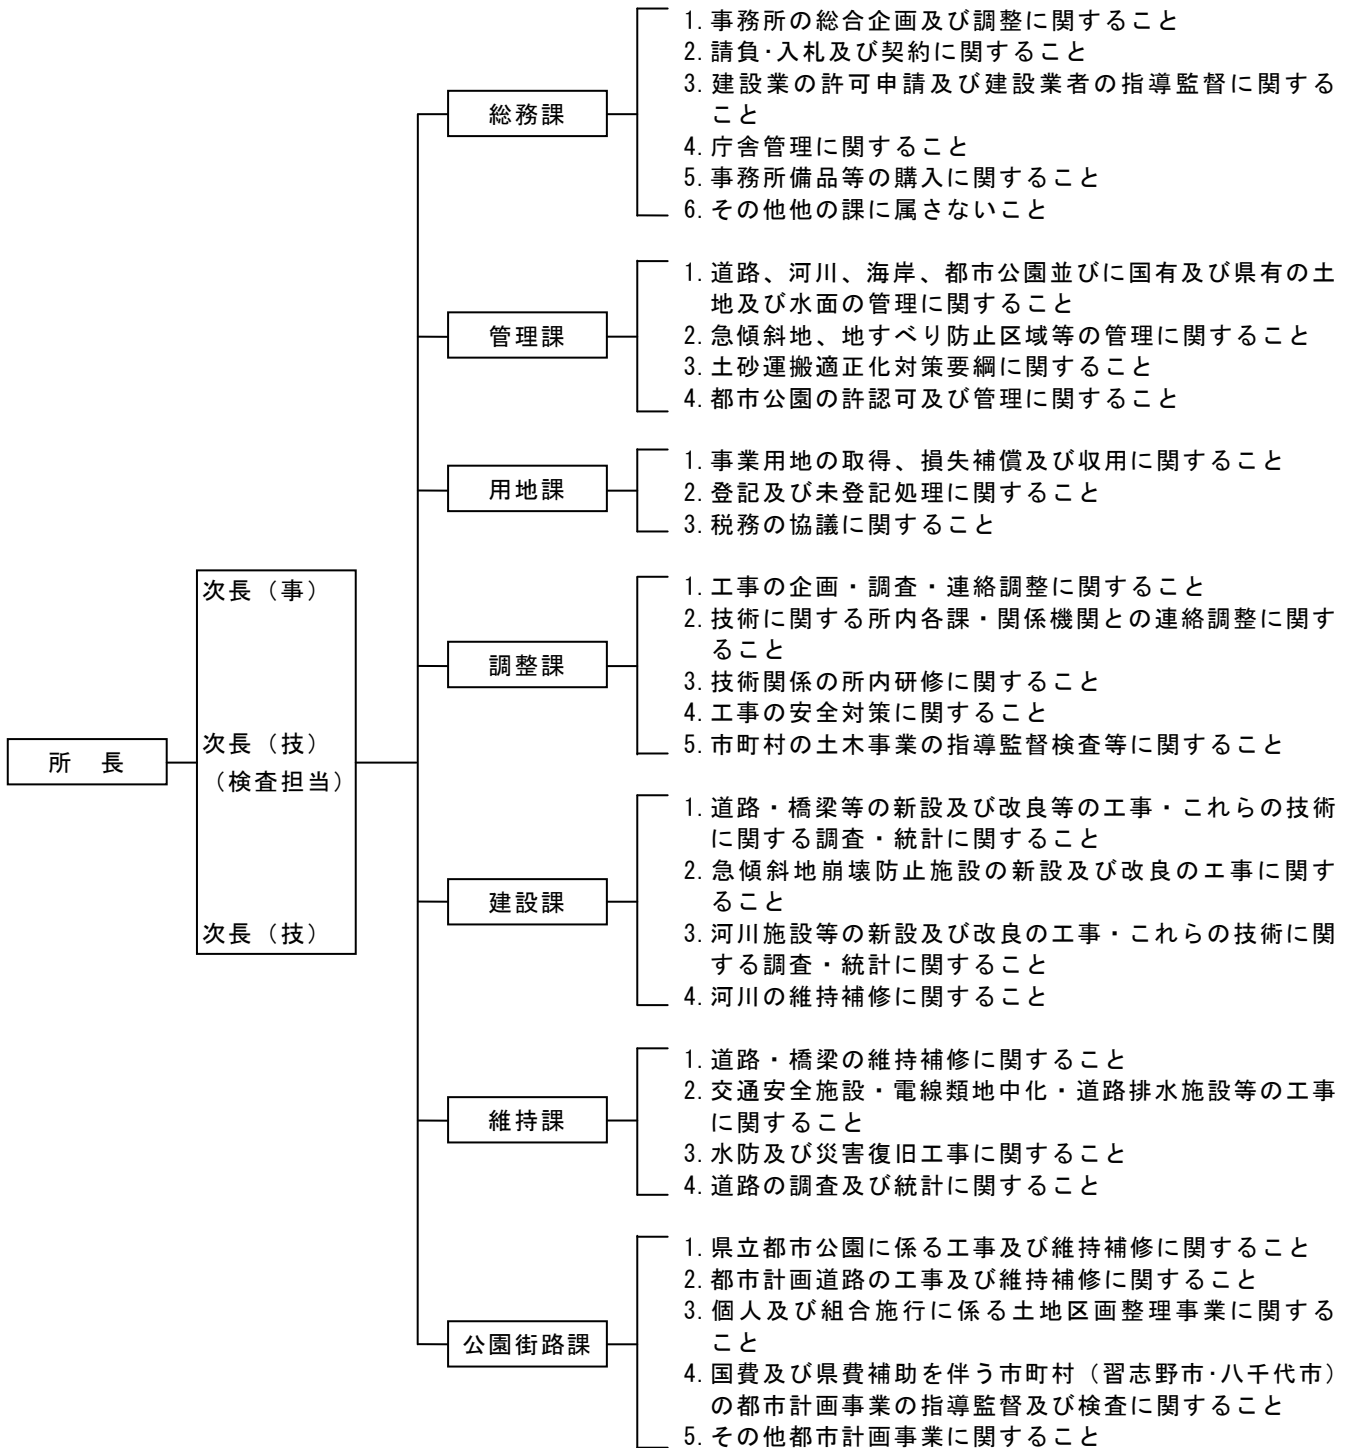 所　長
次長（事）
次長（技）
（検査担当）
次長（技）
総務課
1.事務所の総合企画及び調整に関すること
2.請負･入札及び契約に関すること
3.建設業の許可申請及び建設業者の指導監督に関する
こと
4.庁舎管理に関すること
5.事務所備品等の購入に関すること
6.その他他の課に属さないこと
管理課
1.道路、河川、海岸、都市公園並びに国有及び県有の土
地及び水面の管理に関すること
2.急傾斜地、地すべり防止区域等の管理に関すること
3.土砂運搬適正化対策要綱に関すること
4.都市公園の許認可及び管理に関すること
用地課
1.事業用地の取得、損失補償及び収用に関すること
2.登記及び未登記処理に関すること
3.税務の協議に関すること
調整課
1.工事の企画・調査・連絡調整に関すること
2.技術に関する所内各課・関係機関との連絡調整に関す
ること
3.技術関係の所内研修に関すること
4.工事の安全対策に関すること
5.市町村の土木事業の指導監督検査等に関すること
建設課
1.道路・橋梁等の新設及び改良等の工事・これらの技術
に関する調査・統計に関すること
2.急傾斜地崩壊防止施設の新設及び改良の工事に関す
ること
3.河川施設等の新設及び改良の工事・これらの技術に関
する調査・統計に関すること
4.河川の維持補修に関すること
維持課
1.道路・橋梁の維持補修に関すること
2.交通安全施設・電線類地中化・道路排水施設等の工事
に関すること
3.水防及び災害復旧工事に関すること
4.道路の調査及び統計に関すること
公園街路課
1.県立都市公園に係る工事及び維持補修に関すること
2.都市計画道路の工事及び維持補修に関すること
3.個人及び組合施行に係る土地区画整理事業に関する
こと
4.国費及び県費補助を伴う市町村（習志野市･八千代市）
の都市計画事業の指導監督及び検査に関すること
5.その他都市計画事業に関すること